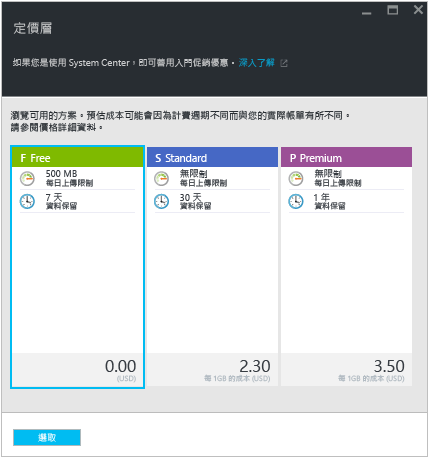 定價層
如果您是使用 System Center，即可善用入門促銷優惠。深入了解
瀏覽可用的方案。預估成本可能會因為計費週期不同而與您的實際帳單有所不同。
請參閱價格詳細資料。
F Free
500 MB
每日上傳限制
7 天
資料保留
0.00
(USD)
S Standard
無限制
每日上傳限制
30 天
資料保留
2.30
每 1GB 的成本 (USD)
P Premium
無限制
每日上傳限制
1 年
資料保留
3.50
每 1GB 的成本 (USD)
選取